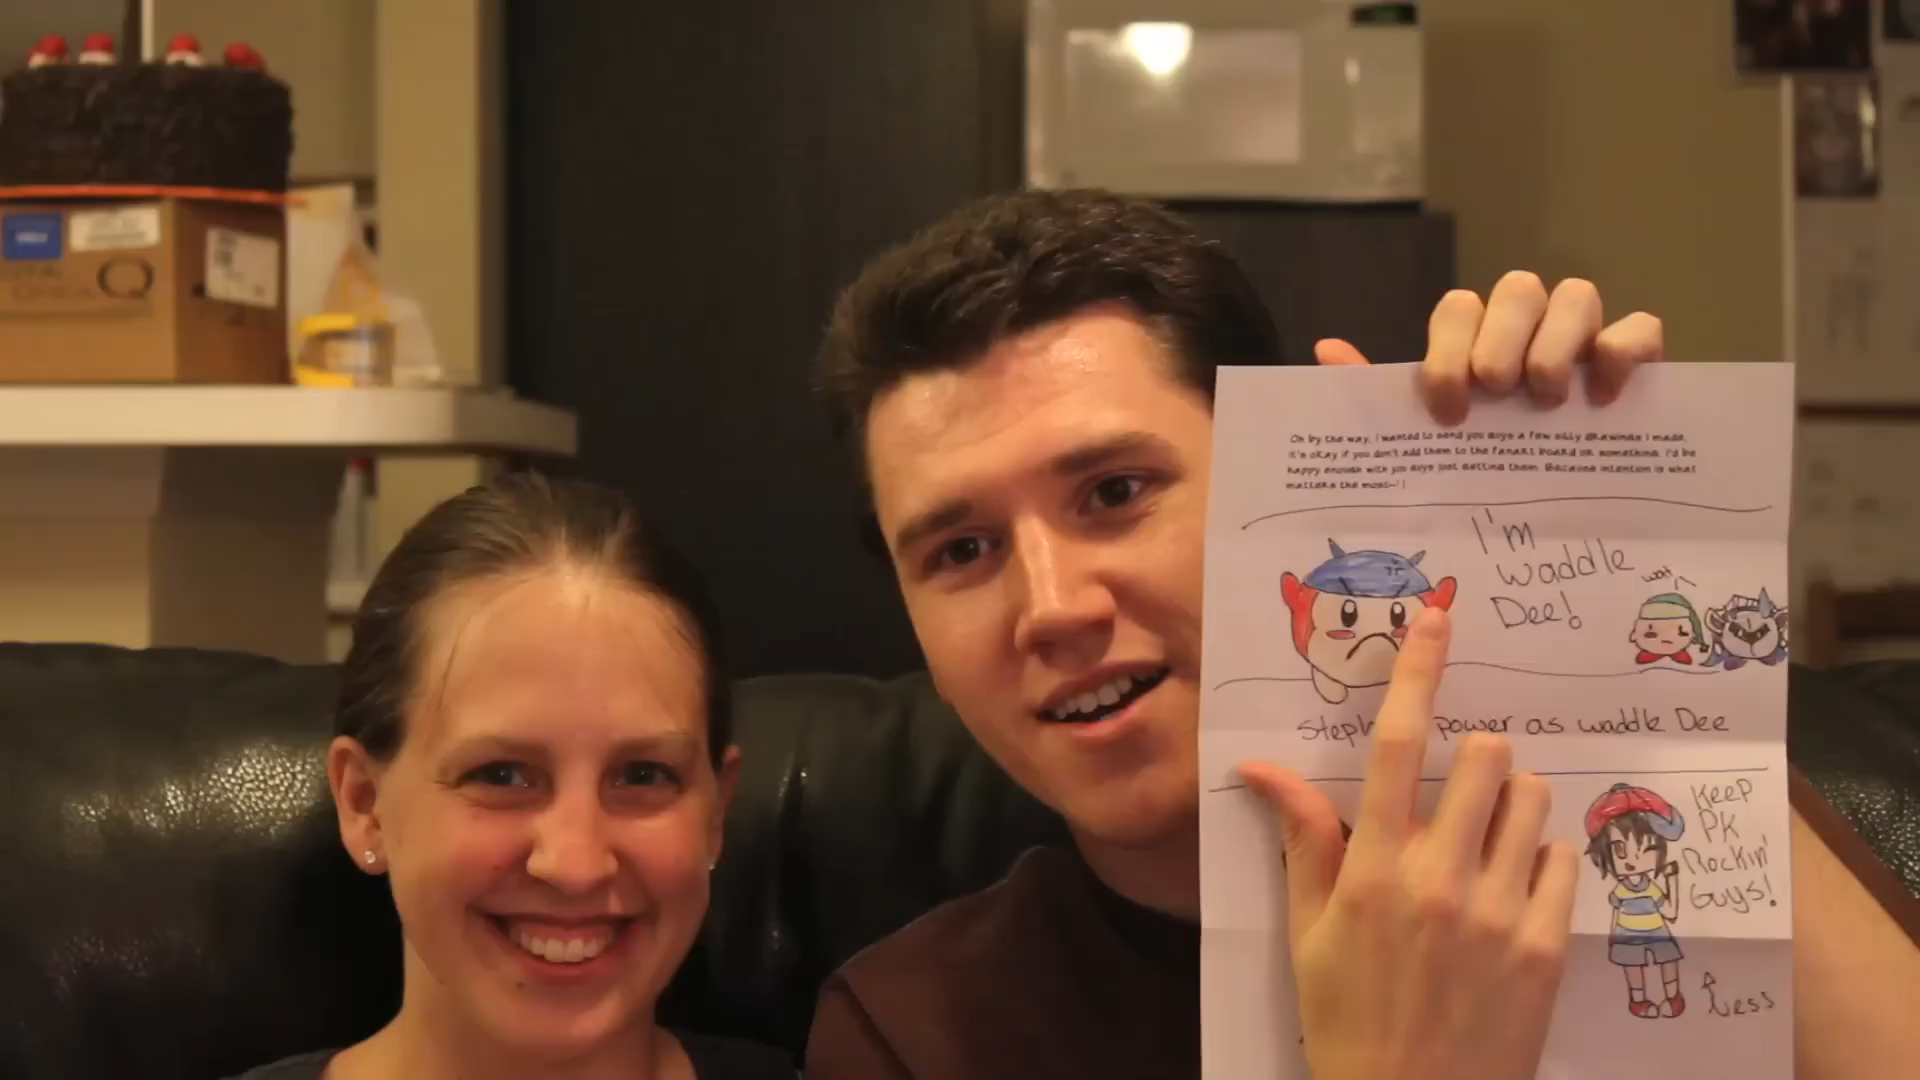 Oh by the way, I wanted to send you guys a few silly drawings I made,
it's okay if you don't add them to the fanart board or something. I'd be
happy enough with you guys just getting them. Because intention is what
matters the most~!
I'm
waddle
Dee!
wat
Steph power as waddle Dee
Keep
PK
Rockin'
Guys!
Ness
Q